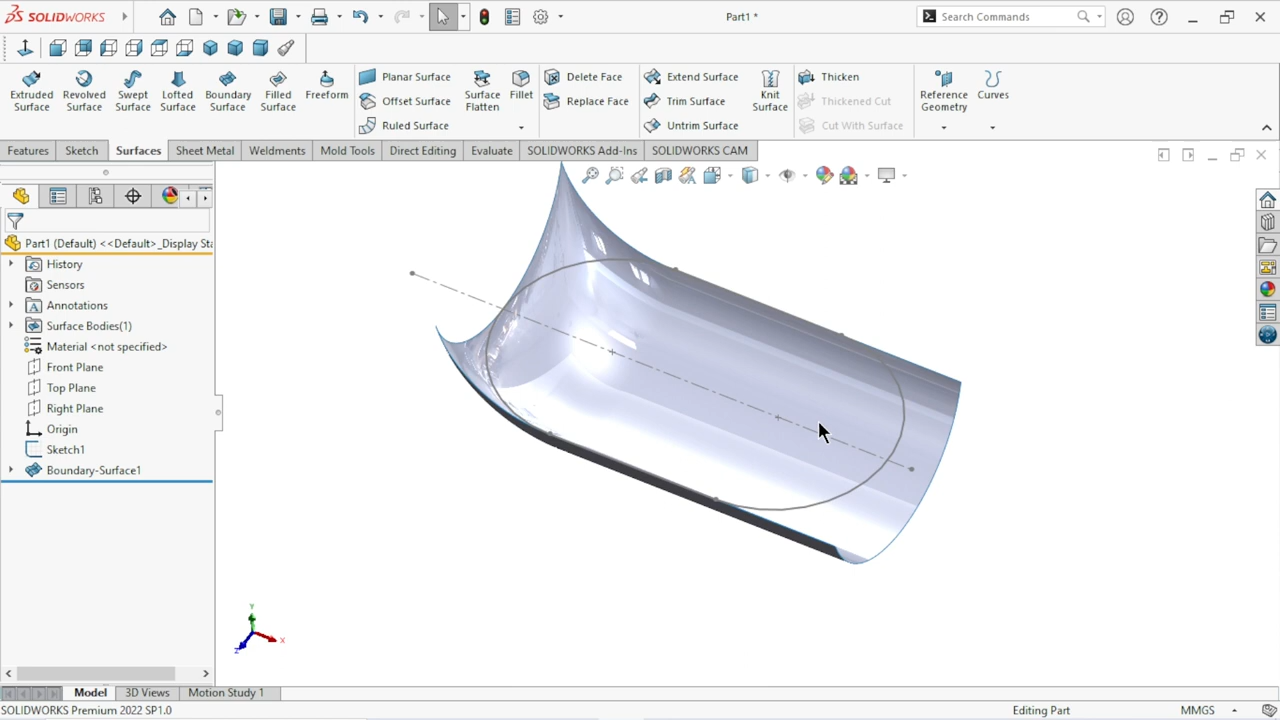 SOLIDWORKS
Part1 *
Search Commands
Extruded Surface
Revolved Surface
Swept Surface
Lofted Surface
Boundary Surface
Filled Surface
Freeform
Planar Surface
Offset Surface
Ruled Surface
Surface Flatten
Fillet
Delete Face
Replace Face
Extend Surface
Trim Surface
Untrim Surface
Knit Surface
Thicken
Thickened Cut
Cut With Surface
Reference Geometry
Curves
Features
Sketch
Surfaces
Sheet Metal
Weldments
Mold Tools
Direct Editing
Evaluate
SOLIDWORKS Add-Ins
SOLIDWORKS CAM
Part1 (Default) <<Default>_Display Sta
History
Sensors
Annotations
Surface Bodies(1)
Material <not specified>
Front Plane
Top Plane
Right Plane
Origin
Sketch1
Boundary-Surface1
Y
X
Z
Model
3D Views
Motion Study 1
SOLIDWORKS Premium 2022 SP1.0
Editing Part
MMGS